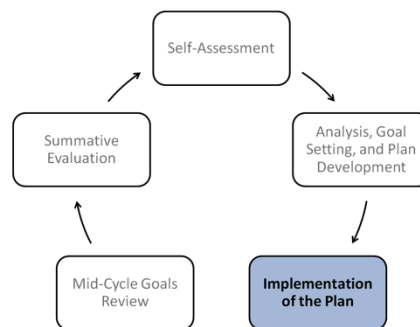 Self-Assessment
Summative
Evaluation
Analysis, Goal
Setting, and Plan
Development
Mid-Cycle Goals
Review
Implementation
of the Plan